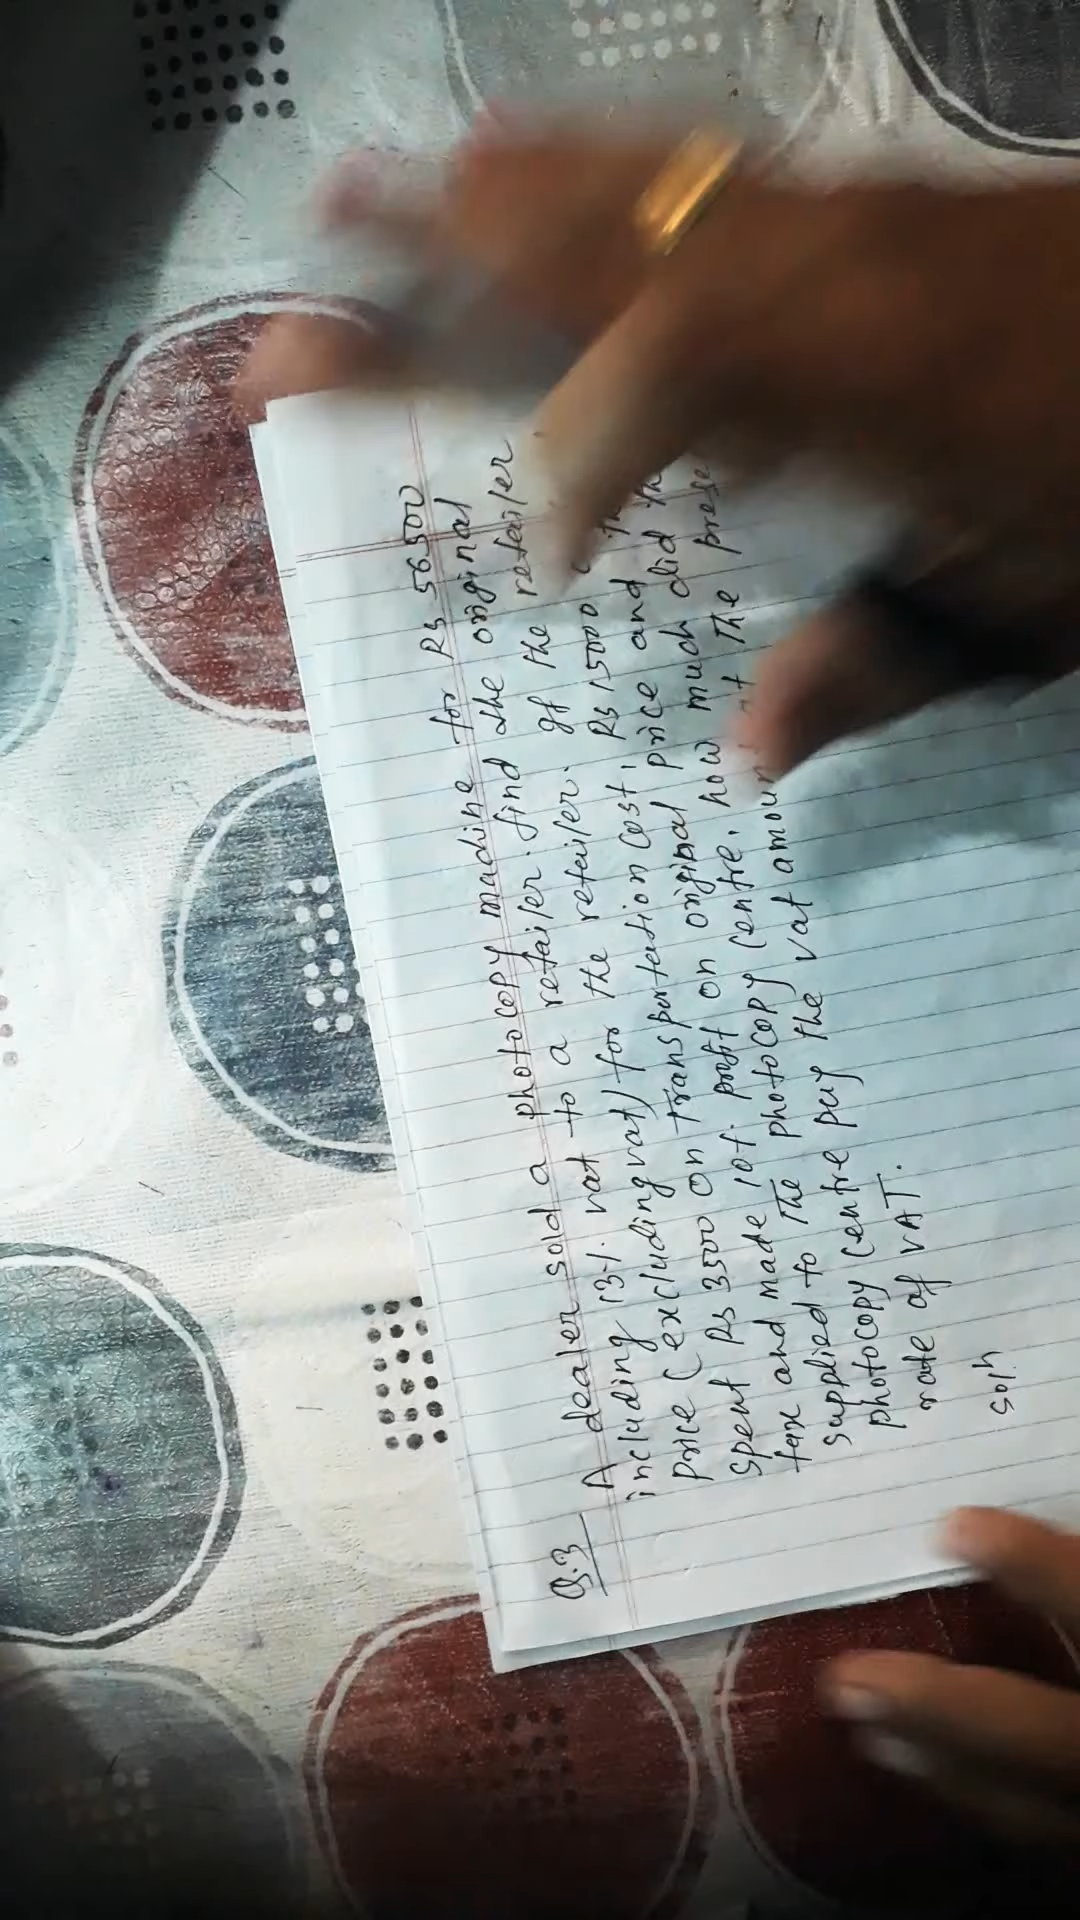 Q.3
A dealer sold a photocopy madine for Rs 56500
including 13%. vat to a retailer. find the original
price (excluding vat) for the retailer. If the retailer
spent Rs 3500 on transportation cost, Rs 15000
tax and made 10%. profit on original price and
supplied to The photocopy centre. how much did
photocopy centre pay the vat amount The
rate of VAT.
soln